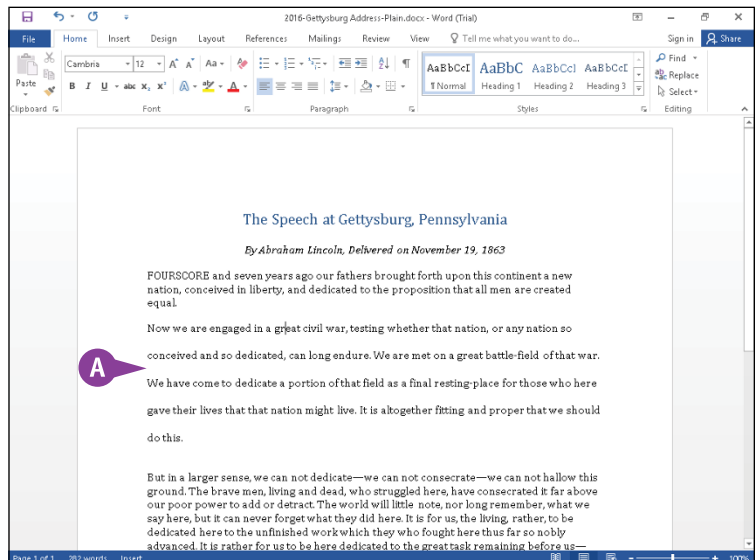 2016-Gettysburg Address-Plain.docx - Word (Trial)
File Home Insert Design Layout References Mailings Review View Tell me what you want to do... Sign in Share
Cambria 12 A A Aa AaBbCcI AaBbC AaBbCcl AaBbCcI Find
Paste Replace
B I U abc X₂ X² A ab A ¶ Normal Heading 1 Heading 2 Heading 3 Select
Clipboard Font Paragraph Styles Editing
The Speech at Gettysburg, Pennsylvania
By Abraham Lincoln, Delivered on November 19, 1863
FOURSCORE and seven years ago our fathers brought forth upon this continent a new
nation, conceived in liberty, and dedicated to the proposition that all men are created
equal.
Now we are engaged in a great civil war, testing whether that nation, or any nation so
conceived and so dedicated, can long endure. We are met on a great battle-field of that war.
A
We have come to dedicate a portion of that field as a final resting-place for those who here
gave their lives that that nation might live. It is altogether fitting and proper that we should
do this.
But in a larger sense, we can not dedicate—we can not consecrate—we can not hallow this
ground. The brave men, living and dead, who struggled here, have consecrated it far above
our poor power to add or detract. The world will little note, nor long remember, what we
say here, but it can never forget what they did here. It is for us, the living, rather, to be
dedicated here to the unfinished work which they who fought here thus far so nobly
advanced. It is rather for us to be here dedicated to the great task remaining before us—
Page 1 of 1 282 words Insert 100%